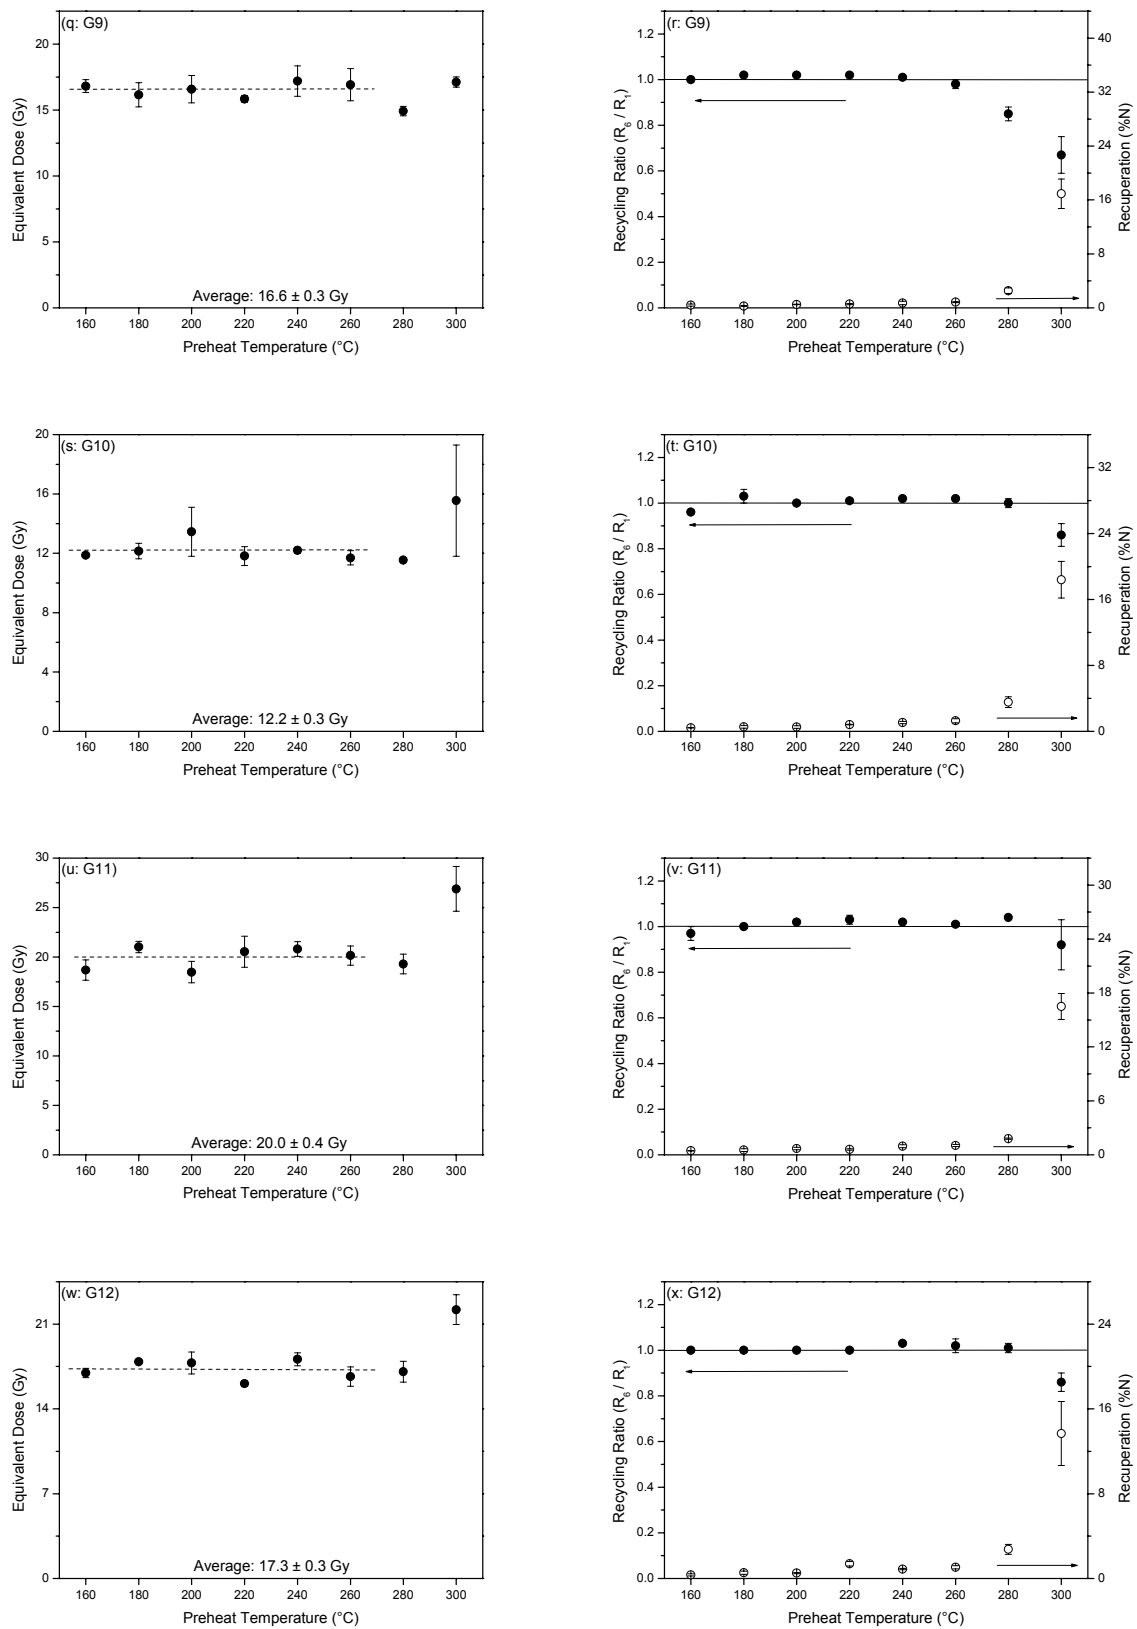 (q: G9)
20
15
10
5
0
Equivalent Dose (Gy)
Average: 16.6 ± 0.3 Gy
160 180 200 220 240 260 280 300
Preheat Temperature (°C)
(r: G9)
1.2
1.0
0.8
0.6
0.4
0.2
0.0
Recycling Ratio (R6 / R1)
40
32
24
16
8
0
Recuperation (%N)
160 180 200 220 240 260 280 300
Preheat Temperature (°C)
(s: G10)
20
16
12
8
4
0
Equivalent Dose (Gy)
Average: 12.2 ± 0.3 Gy
160 180 200 220 240 260 280 300
Preheat Temperature (°C)
(t: G10)
1.2
1.0
0.8
0.6
0.4
0.2
0.0
Recycling Ratio (R6 / R1)
32
24
16
8
0
Recuperation (%N)
160 180 200 220 240 260 280 300
Preheat Temperature (°C)
(u: G11)
30
25
20
15
10
5
0
Equivalent Dose (Gy)
Average: 20.0 ± 0.4 Gy
160 180 200 220 240 260 280 300
Preheat Temperature (°C)
(v: G11)
1.2
1.0
0.8
0.6
0.4
0.2
0.0
Recycling Ratio (R6 / R1)
30
24
18
12
6
0
Recuperation (%N)
160 180 200 220 240 260 280 300
Preheat Temperature (°C)
(w: G12)
21
14
7
0
Equivalent Dose (Gy)
Average: 17.3 ± 0.3 Gy
160 180 200 220 240 260 280 300
Preheat Temperature (°C)
(x: G12)
1.2
1.0
0.8
0.6
0.4
0.2
0.0
Recycling Ratio (R6 / R1)
24
16
8
0
Recuperation (%N)
160 180 200 220 240 260 280 300
Preheat Temperature (°C)